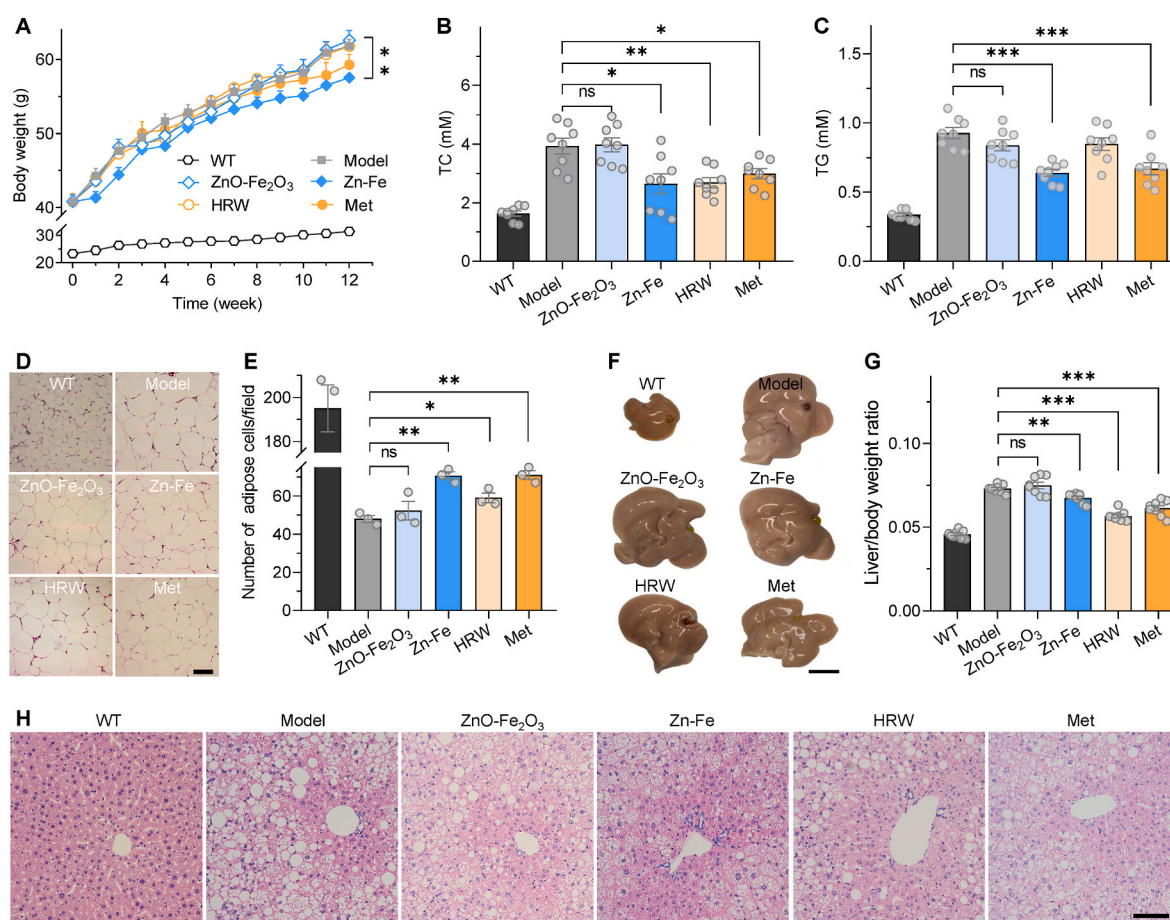 A
Body weight (g)
60
40
30
20
WT
Model
ZnO-Fe₂O₃
Zn-Fe
HRW
Met
0
2
4
6
8
10
12
Time (week)
*
*
B
TC (mM)
6
4
2
0
*
**
*
ns
WT
Model
ZnO-Fe₂O₃
Zn-Fe
HRW
Met
C
TG (mM)
1.5
1.0
0.5
0.0
***
***
ns
WT
Model
ZnO-Fe₂O₃
Zn-Fe
HRW
Met
D
WT
Model
ZnO-Fe₂O₃
Zn-Fe
HRW
Met
E
Number of adipose cells/field
220
200
180
60
40
20
0
**
*
**
ns
WT
Model
ZnO-Fe₂O₃
Zn-Fe
HRW
Met
F
WT
Model
ZnO-Fe₂O₃
Zn-Fe
HRW
Met
G
Liver/body weight ratio
0.10
0.05
0.00
***
***
**
ns
WT
Model
ZnO-Fe₂O₃
Zn-Fe
HRW
Met
H
WT
Model
ZnO-Fe₂O₃
Zn-Fe
HRW
Met